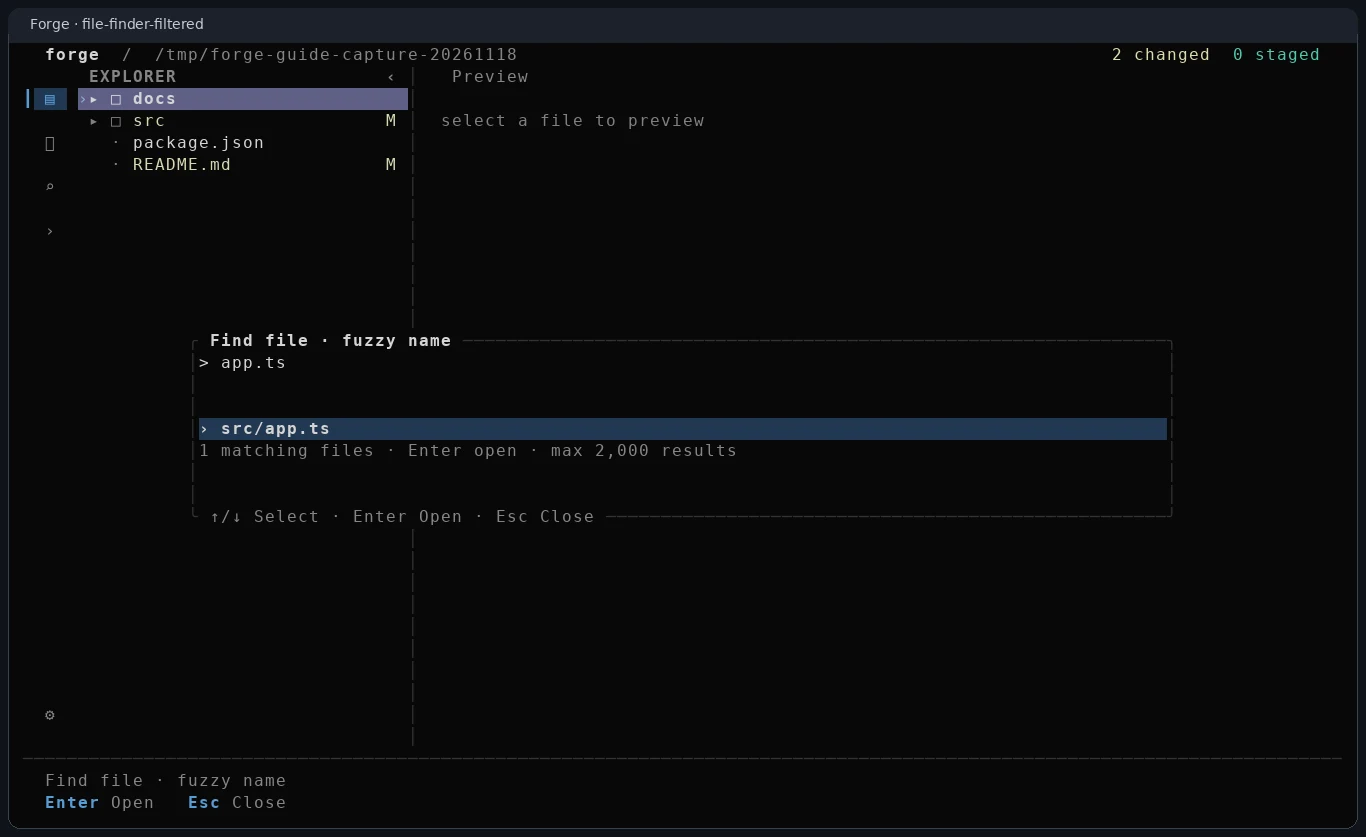 Forge · file-finder-filtered
forge / /tmp/forge-guide-capture-20261118 2 changed 0 staged
EXPLORER ‹ Preview
›▸ □ docs
▸ □ src M select a file to preview
· package.json
· README.md M
›
Find file · fuzzy name
> app.ts
› src/app.ts
1 matching files · Enter open · max 2,000 results
↑/↓ Select · Enter Open · Esc Close
Find file · fuzzy name
Enter Open Esc Close